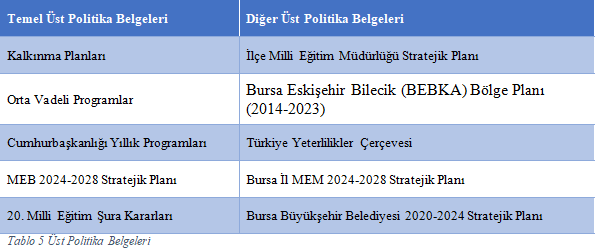 Temel Üst Politika Belgeleri Diğer Üst Politika Belgeleri
Kalkınma Planları İlçe Milli Eğitim Müdürlüğü Stratejik Planı
Orta Vadeli Programlar Bursa Eskişehir Bilecik (BEBKA) Bölge Planı
(2014-2023)
Cumhurbaşkanlığı Yıllık Programları Türkiye Yeterlilikler Çerçevesi
MEB 2024-2028 Stratejik Planı Bursa İl MEM 2024-2028 Stratejik Planı
20. Milli Eğitim Şura Kararları Bursa Büyükşehir Belediyesi 2020-2024 Stratejik Planı
Tablo 5 Üst Politika Belgeleri